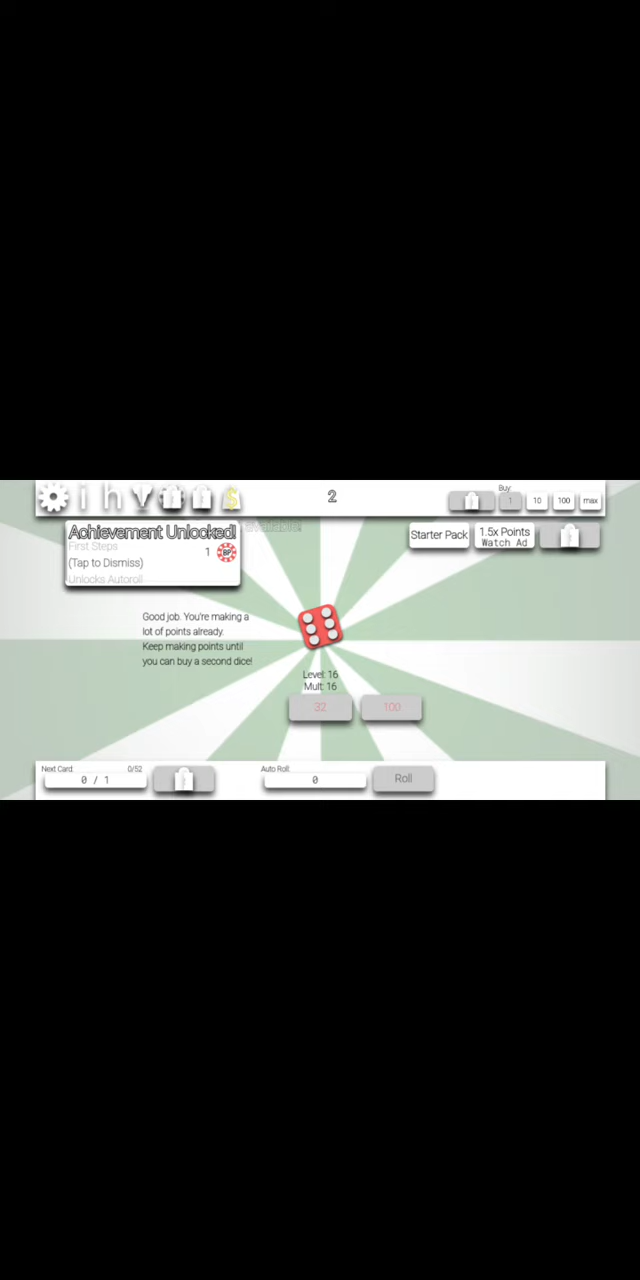 i h $
2
Buy:
1 10 100 max
Achievement Unlocked!
First Steps
1 BP
(Tap to Dismiss)
Unlocks Autoroll
Starter Pack
1.5x Points
Watch Ad
Good job. You're making a
lot of points already.
Keep making points until
you can buy a second dice!
Level: 16
Mult: 16
32 100
Next Card: 0/52
0 / 1
Auto Roll:
0
Roll